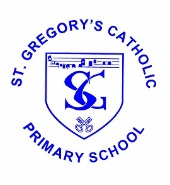 ST. GREGORY'S CATHOLIC
SG
PRIMARY SCHOOL